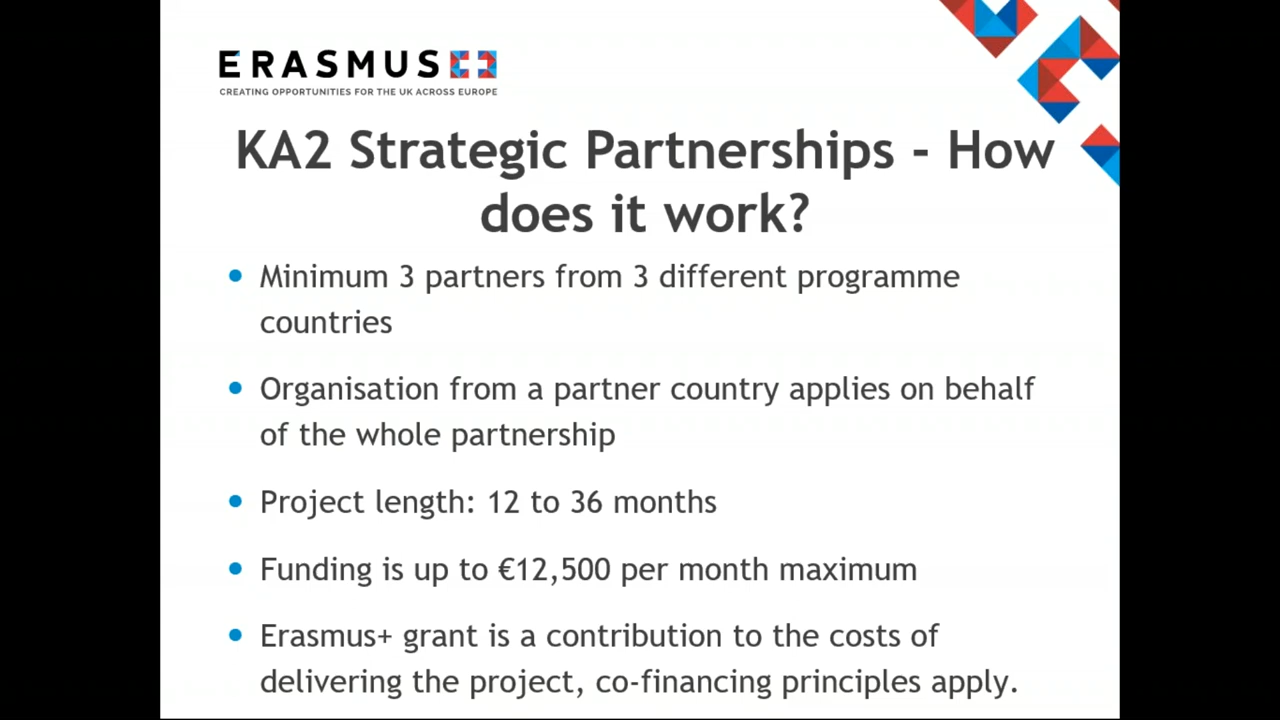 ERASMUS+
CREATING OPPORTUNITIES FOR THE UK ACROSS EUROPE
KA2 Strategic Partnerships - How
does it work?
• Minimum 3 partners from 3 different programme
countries
• Organisation from a partner country applies on behalf
of the whole partnership
• Project length: 12 to 36 months
• Funding is up to €12,500 per month maximum
• Erasmus+ grant is a contribution to the costs of
delivering the project, co-financing principles apply.